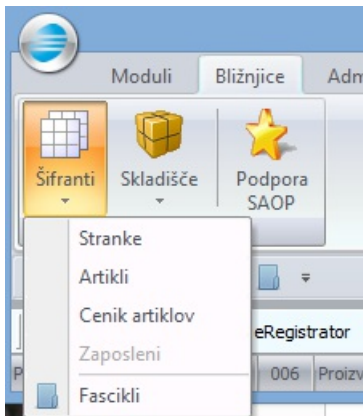 Moduli Bližnjice Adm
Šifranti Skladišče Podpora
SAOP
Stranke
Artikli
Cenik artiklov
eRegistrator
Zaposleni
P 006 Proizv
Fascikli